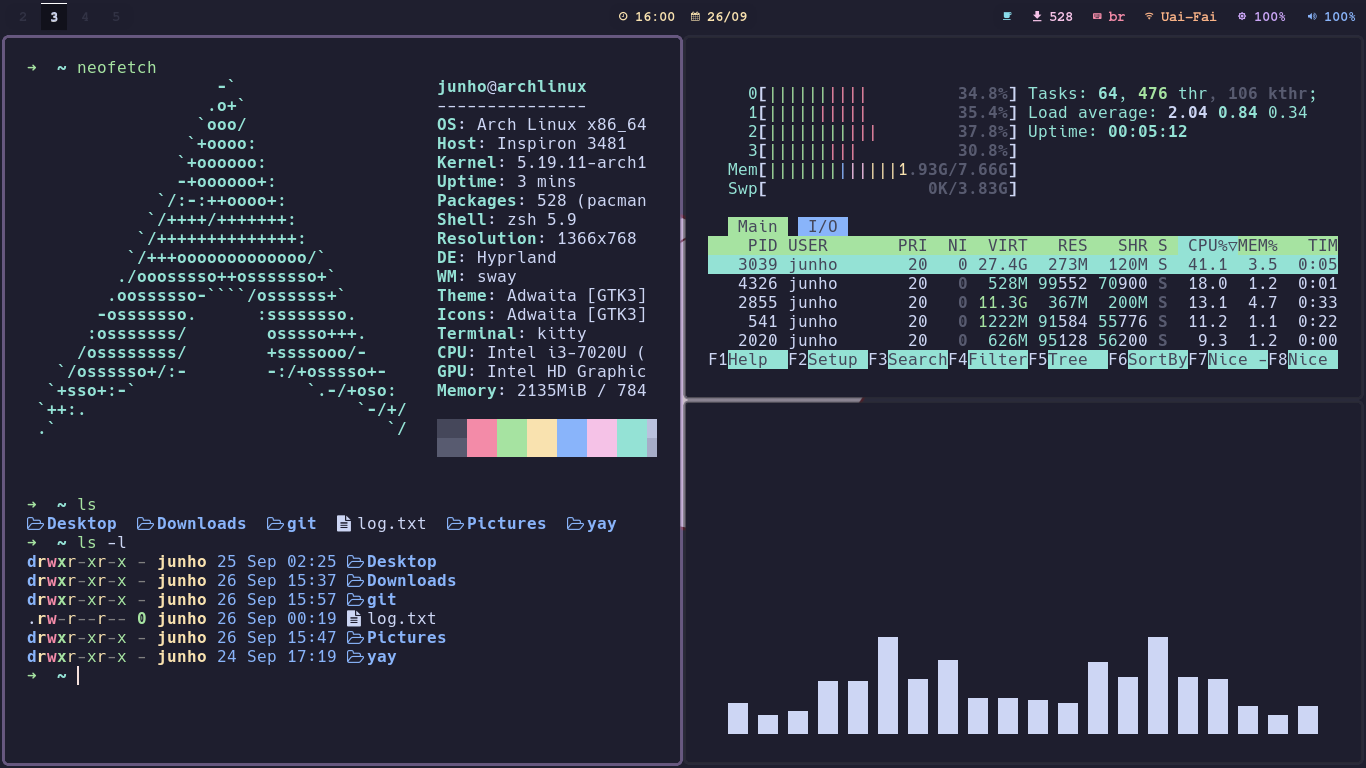 2 3 4 5 16:00 26/09 528 br Uai-Fai 100% 100%
➜ ~ neofetch
-`
.o+`
`ooo/
`+oooo:
`+oooooo:
-+oooooo+:
`/:-:++oooo+:
`/++++/+++++++:
`/++++++++++++++:
`/+++ooooooooooooo/`
./ooosssso++osssssso+`
.oossssso-````/ossssss+`
-osssssso. :ssssssso.
:osssssss/ osssso+++.
/ossssssss/ +ssssooo/-
`/ossssso+/:- -:/+osssso+-
`+sso+:-` `.-/+oso:
`++:. `-/+/
.` `/
junho@archlinux
---------------
OS: Arch Linux x86_64
Host: Inspiron 3481
Kernel: 5.19.11-arch1
Uptime: 3 mins
Packages: 528 (pacman
Shell: zsh 5.9
Resolution: 1366x768
DE: Hyprland
WM: sway
Theme: Adwaita [GTK3]
Icons: Adwaita [GTK3]
Terminal: kitty
CPU: Intel i3-7020U (
GPU: Intel HD Graphic
Memory: 2135MiB / 784
➜ ~ ls
Desktop Downloads git log.txt Pictures yay
➜ ~ ls -l
drwxr-xr-x - junho 25 Sep 02:25 Desktop
drwxr-xr-x - junho 26 Sep 15:37 Downloads
drwxr-xr-x - junho 26 Sep 15:57 git
.rw-r--r-- 0 junho 26 Sep 00:19 log.txt
drwxr-xr-x - junho 26 Sep 15:47 Pictures
drwxr-xr-x - junho 24 Sep 17:19 yay
➜ ~
0[|||||||||| 34.8%] Tasks: 64, 476 thr, 106 kthr;
1[|||||||||| 35.4%] Load average: 2.04 0.84 0.34
2[||||||||||| 37.8%] Uptime: 00:05:12
3[||||||||| 30.8%]
Mem[|||||||||||||1.93G/7.66G]
Swp[ 0K/3.83G]
Main I/O
PID USER PRI NI VIRT RES SHR S CPU%▽MEM% TIM
3039 junho 20 0 27.4G 273M 120M S 41.1 3.5 0:05
4326 junho 20 0 528M 99552 70900 S 18.0 1.2 0:01
2855 junho 20 0 11.3G 367M 200M S 13.1 4.7 0:33
541 junho 20 0 1222M 91584 55776 S 11.2 1.1 0:22
2020 junho 20 0 626M 95128 56200 S 9.3 1.2 0:00
F1Help F2Setup F3SearchF4FilterF5Tree F6SortByF7Nice -F8Nice